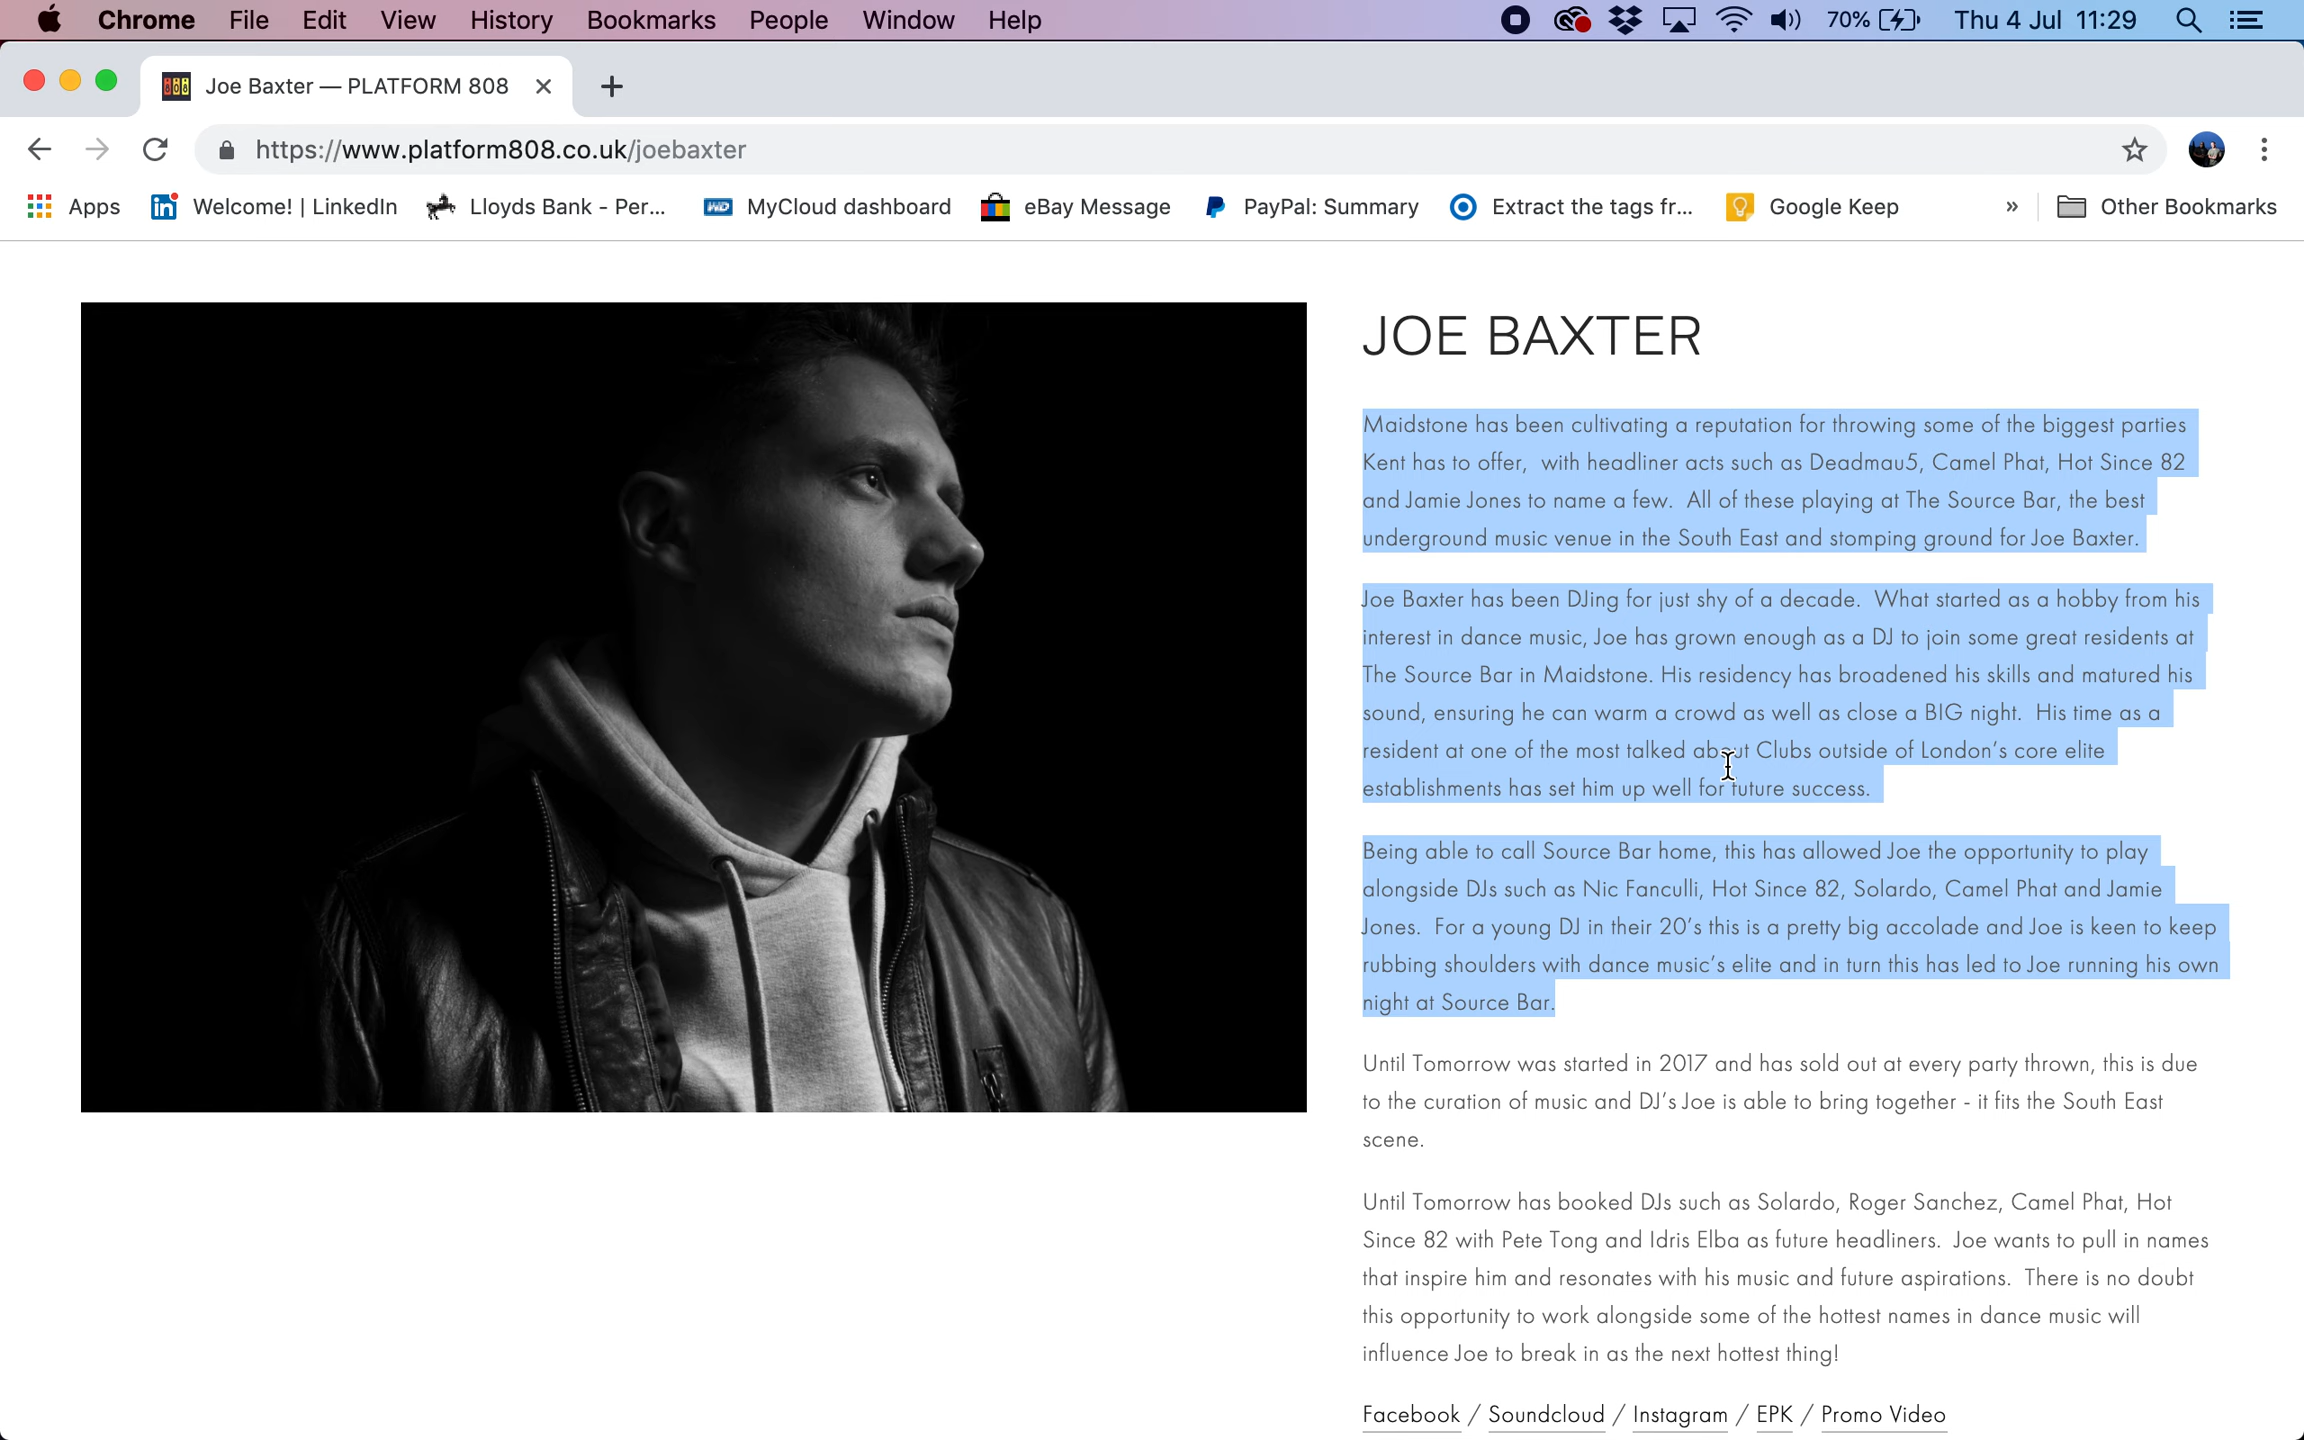 Chrome File Edit View History Bookmarks People Window Help 70% Thu 4 Jul 11:29
808 Joe Baxter — PLATFORM 808
https://www.platform808.co.uk/joebaxter
Apps Welcome! | LinkedIn Lloyds Bank - Per... WD MyCloud dashboard eBay Message PayPal: Summary Extract the tags fr... Google Keep » Other Bookmarks
JOE BAXTER
Maidstone has been cultivating a reputation for throwing some of the biggest parties
Kent has to offer, with headliner acts such as Deadmau5, Camel Phat, Hot Since 82
and Jamie Jones to name a few. All of these playing at The Source Bar, the best
underground music venue in the South East and stomping ground for Joe Baxter.
Joe Baxter has been DJing for just shy of a decade. What started as a hobby from his
interest in dance music, Joe has grown enough as a DJ to join some great residents at
The Source Bar in Maidstone. His residency has broadened his skills and matured his
sound, ensuring he can warm a crowd as well as close a BIG night. His time as a
resident at one of the most talked about Clubs outside of London's core elite
establishments has set him up well for future success.
Being able to call Source Bar home, this has allowed Joe the opportunity to play
alongside DJs such as Nic Fanculli, Hot Since 82, Solardo, Camel Phat and Jamie
Jones. For a young DJ in their 20's this is a pretty big accolade and Joe is keen to keep
rubbing shoulders with dance music's elite and in turn this has led to Joe running his own
night at Source Bar.
Until Tomorrow was started in 2017 and has sold out at every party thrown, this is due
to the curation of music and DJ's Joe is able to bring together - it fits the South East
scene.
Until Tomorrow has booked DJs such as Solardo, Roger Sanchez, Camel Phat, Hot
Since 82 with Pete Tong and Idris Elba as future headliners. Joe wants to pull in names
that inspire him and resonates with his music and future aspirations. There is no doubt
this opportunity to work alongside some of the hottest names in dance music will
influence Joe to break in as the next hottest thing!
Facebook / Soundcloud / Instagram / EPK / Promo Video